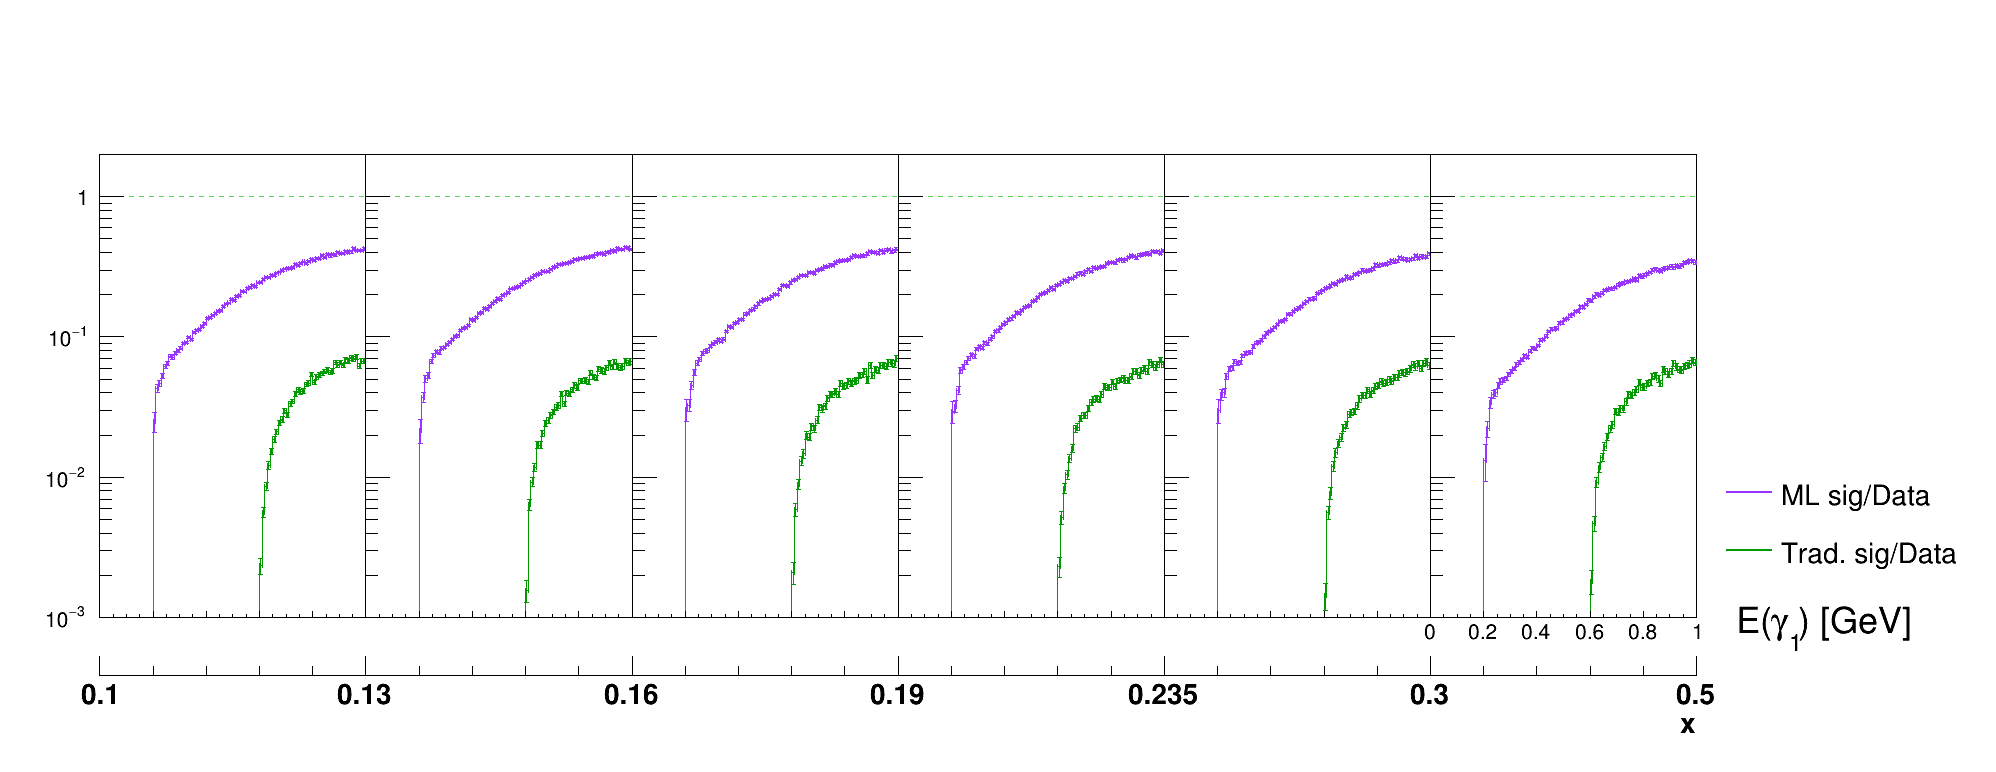 1
10⁻¹
10⁻²
10⁻³
ML sig/Data
Trad. sig/Data
0 0.2 0.4 0.6 0.8 1
E(γ₁) [GeV]
0.1 0.13 0.16 0.19 0.235 0.3 0.5
x